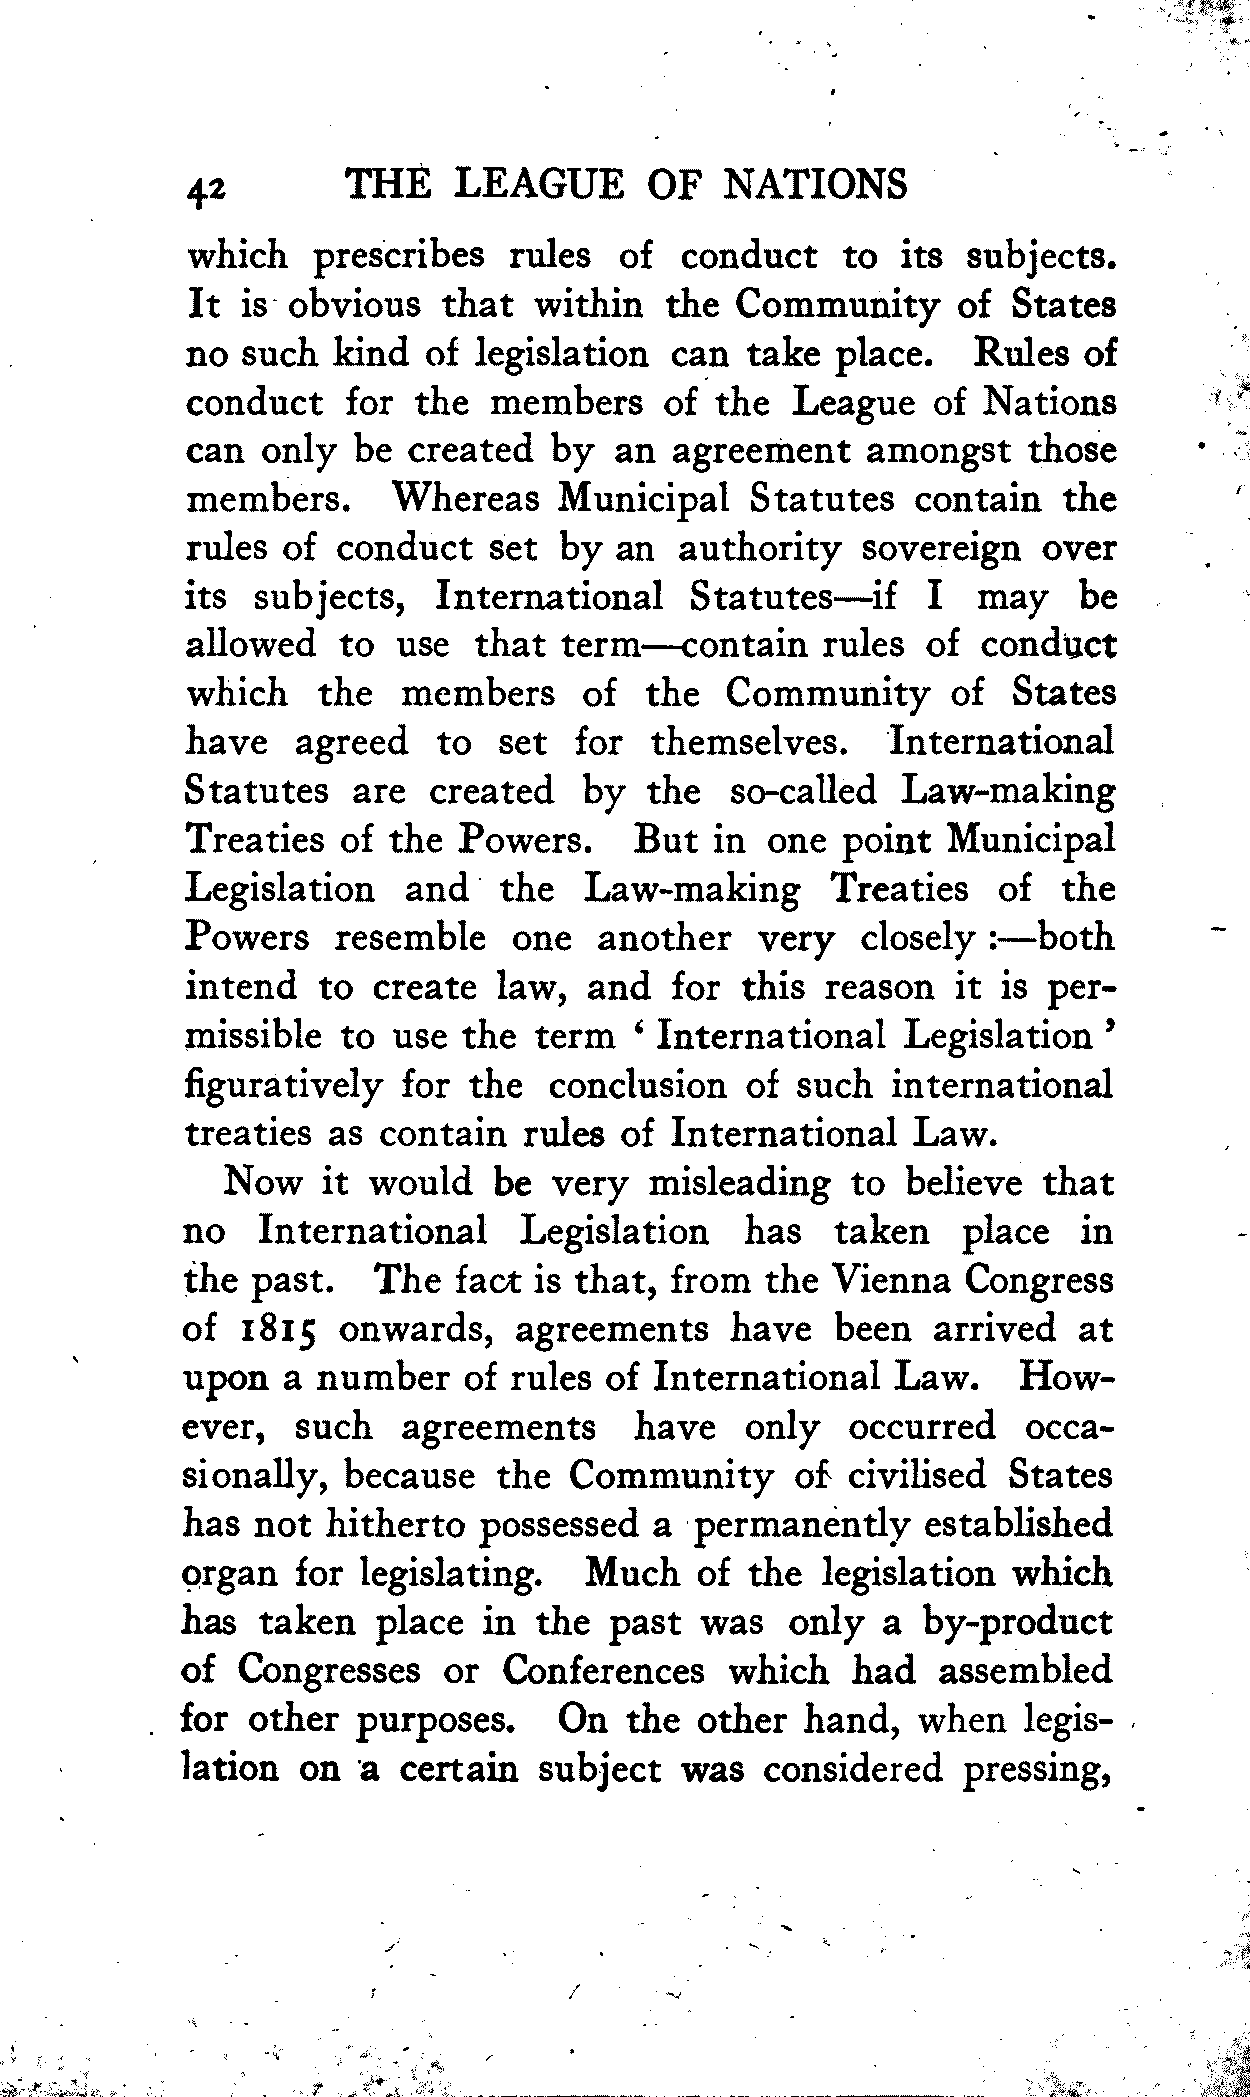 42 THE LEAGUE OF NATIONS
which prescribes rules of conduct to its subjects.
It is obvious that within the Community of States
no such kind of legislation can take place. Rules of
conduct for the members of the League of Nations
can only be created by an agreement amongst those
members. Whereas Municipal Statutes contain the
rules of conduct set by an authority sovereign over
its subjects, International Statutes—if I may be
allowed to use that term—contain rules of conduct
which the members of the Community of States
have agreed to set for themselves. International
Statutes are created by the so-called Law-making
Treaties of the Powers. But in one point Municipal
Legislation and the Law-making Treaties of the
Powers resemble one another very closely :—both
intend to create law, and for this reason it is per-
missible to use the term ‘ International Legislation ’
figuratively for the conclusion of such international
treaties as contain rules of International Law.
Now it would be very misleading to believe that
no International Legislation has taken place in
the past. The fact is that, from the Vienna Congress
of 1815 onwards, agreements have been arrived at
upon a number of rules of International Law. How-
ever, such agreements have only occurred occa-
sionally, because the Community of civilised States
has not hitherto possessed a permanently established
organ for legislating. Much of the legislation which
has taken place in the past was only a by-product
of Congresses or Conferences which had assembled
for other purposes. On the other hand, when legis-
lation on a certain subject was considered pressing,